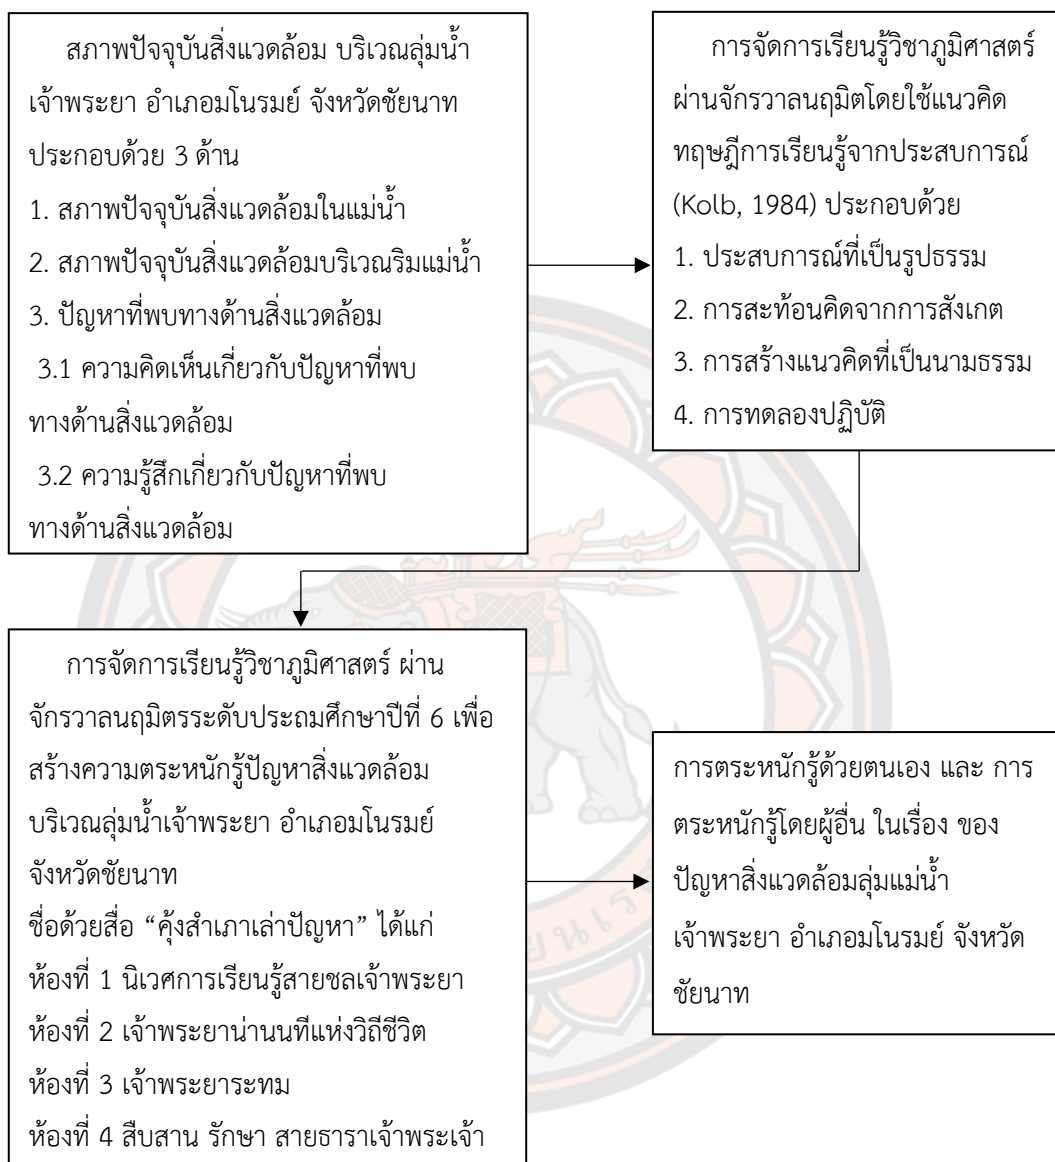 สภาพปัจจุบันสิ่งแวดล้อม บริเวณลุ่มน้ำ
เจ้าพระยา อำเภอมโนรมย์ จังหวัดชัยนาท
ประกอบด้วย 3 ด้าน
1. สภาพปัจจุบันสิ่งแวดล้อมในแม่น้ำ
2. สภาพปัจจุบันสิ่งแวดล้อมบริเวณริมแม่น้ำ
3. ปัญหาที่พบทางด้านสิ่งแวดล้อม
3.1 ความคิดเห็นเกี่ยวกับปัญหาที่พบ
ทางด้านสิ่งแวดล้อม
3.2 ความรู้สึกเกี่ยวกับปัญหาที่พบ
ทางด้านสิ่งแวดล้อม
การจัดการเรียนรู้วิชาภูมิศาสตร์
ผ่านจักรวาลนฤมิตโดยใช้แนวคิด
ทฤษฎีการเรียนรู้จากประสบการณ์
(Kolb, 1984) ประกอบด้วย
1. ประสบการณ์ที่เป็นรูปธรรม
2. การสะท้อนคิดจากการสังเกต
3. การสร้างแนวคิดที่เป็นนามธรรม
4. การทดลองปฏิบัติ
การจัดการเรียนรู้วิชาภูมิศาสตร์ ผ่าน
จักรวาลนฤมิตรระดับประถมศึกษาปีที่ 6 เพื่อ
สร้างความตระหนักรู้ปัญหาสิ่งแวดล้อม
บริเวณลุ่มน้ำเจ้าพระยา อำเภอมโนรมย์
จังหวัดชัยนาท
ชื่อด้วยสื่อ “คุ้งสำเภาเล่าปัญหา” ได้แก่
ห้องที่ 1 นิเวศการเรียนรู้สายชลเจ้าพระยา
ห้องที่ 2 เจ้าพระยาน่านนทีแห่งวิถีชีวิต
ห้องที่ 3 เจ้าพระยาระทม
ห้องที่ 4 สืบสาน รักษา สายธาราเจ้าพระเจ้า
การตระหนักรู้ด้วยตนเอง และ การ
ตระหนักรู้โดยผู้อื่น ในเรื่อง ของ
ปัญหาสิ่งแวดล้อมลุ่มแม่น้ำ
เจ้าพระยา อำเภอมโนรมย์ จังหวัด
ชัยนาท